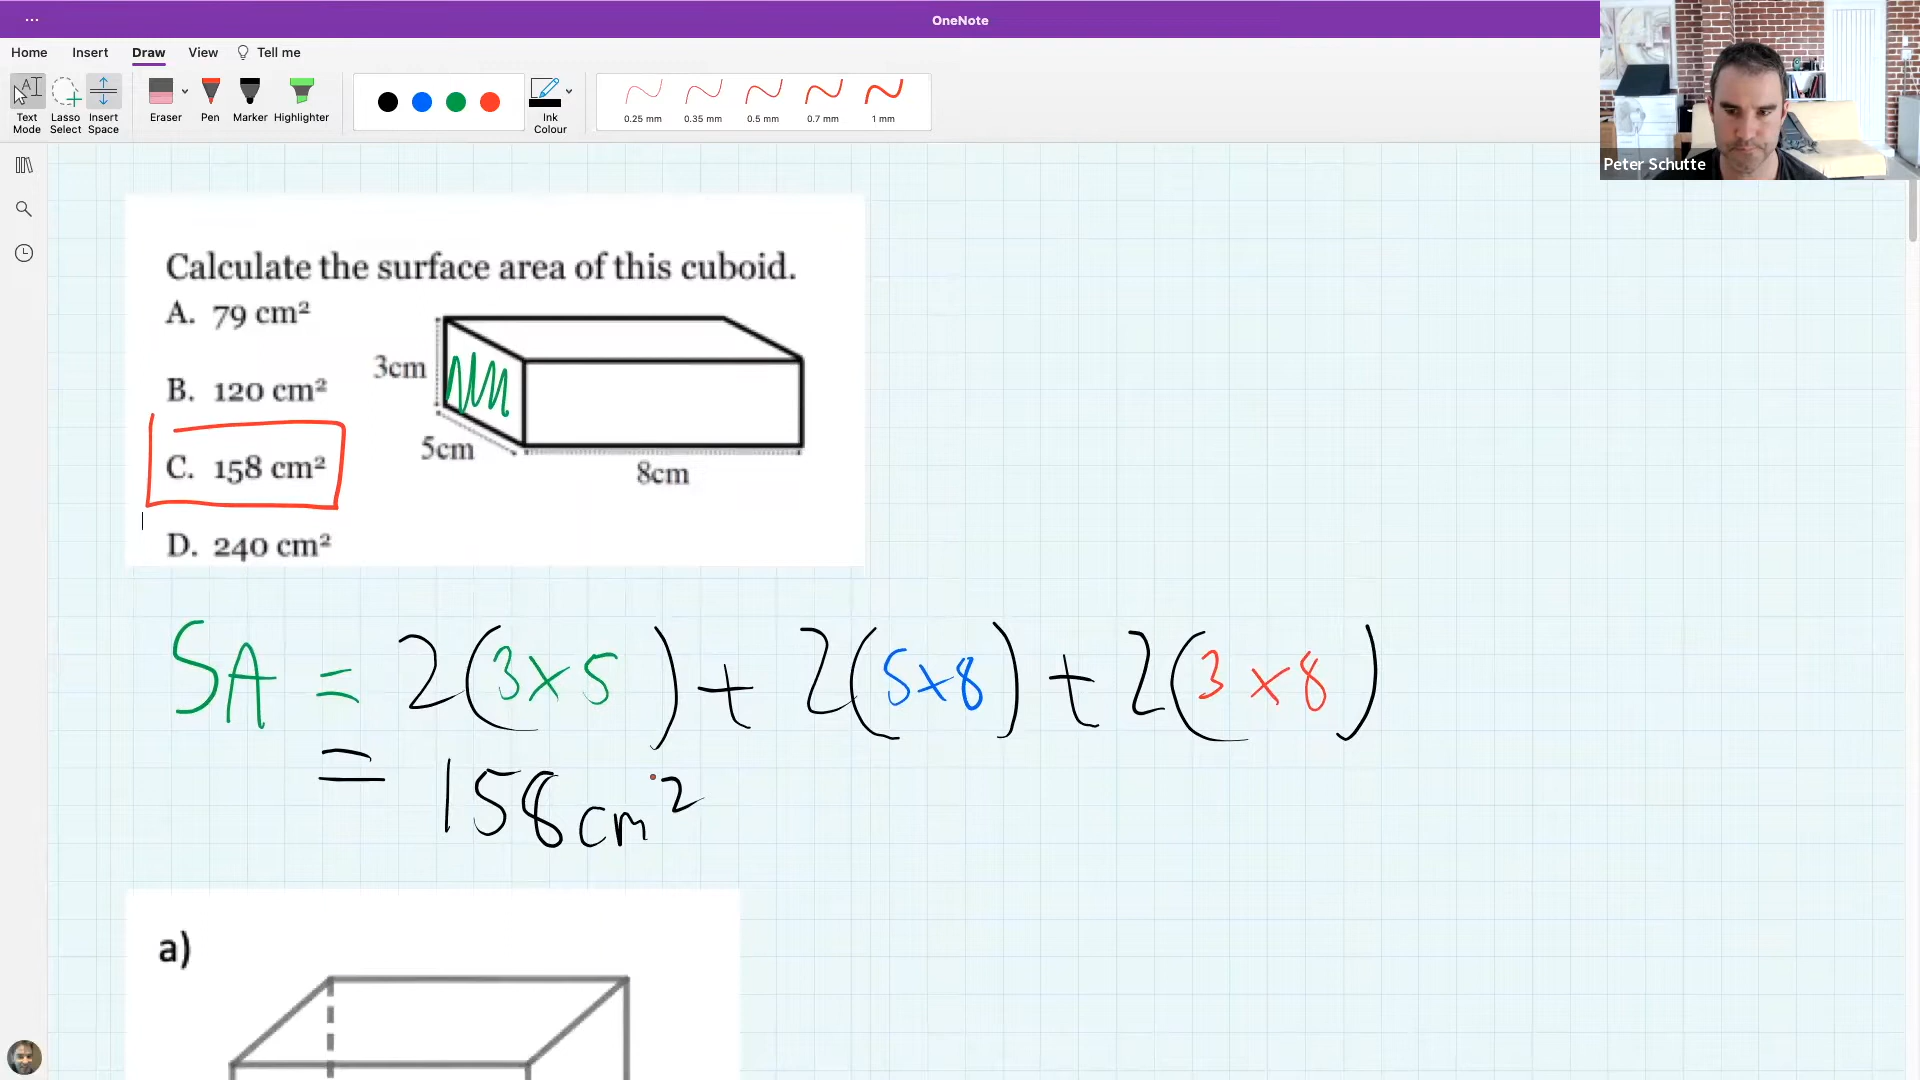 OneNote
Home Insert Draw View Tell me
Text Mode
Lasso Select
Insert Space
Eraser
Pen
Marker
Highlighter
Ink Colour
0.25 mm
0.35 mm
0.5 mm
0.7 mm
1 mm
Peter Schutte
Calculate the surface area of this cuboid.
A. 79 cm²
B. 120 cm²
C. 158 cm²
D. 240 cm²
3cm
5cm
8cm
SA = 2(3×5) + 2(5×8) + 2(3×8)
= 158cm²
a)